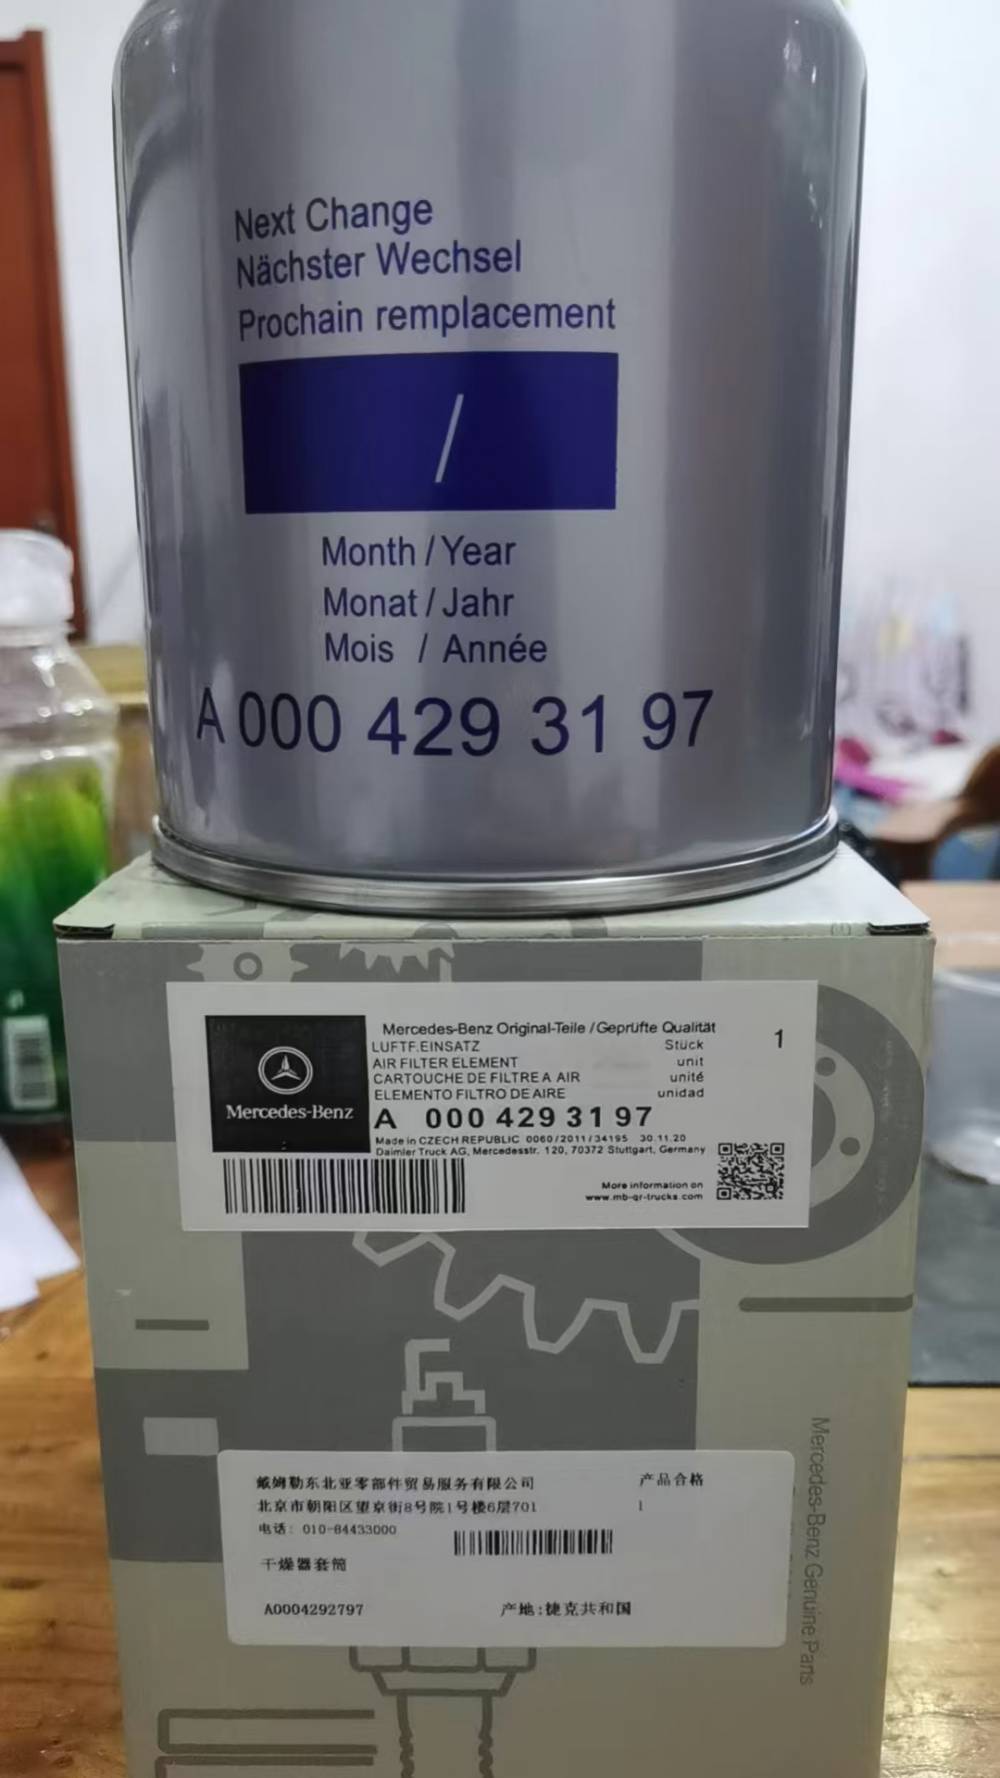 Next Change
Nächster Wechsel
Prochain remplacement
/
Month / Year
Monat / Jahr
Mois / Année
A 000 429 31 97
Mercedes-Benz Original-Teile / Geprüfte Qualität
LUFTF.EINSATZ Stück 1
AIR FILTER ELEMENT unit
CARTOUCHE DE FILTRE A AIR unité
ELEMENTO FILTRO DE AIRE unidad
Mercedes-Benz
A 000 429 31 97
Made in CZECH REPUBLIC 0060/2011/34195 30.11.20
Daimler Truck AG, Mercedesstr. 120, 70372 Stuttgart, Germany
More information on
www.mb-qr-trucks.com
戴姆勒东北亚零部件贸易服务有限公司 产品合格
北京市朝阳区望京街8号院1号楼6层701 1
电话: 010-84433000
干燥器套筒
A0004292797 产地:捷克共和国
Mercedes-Benz Genuine Parts